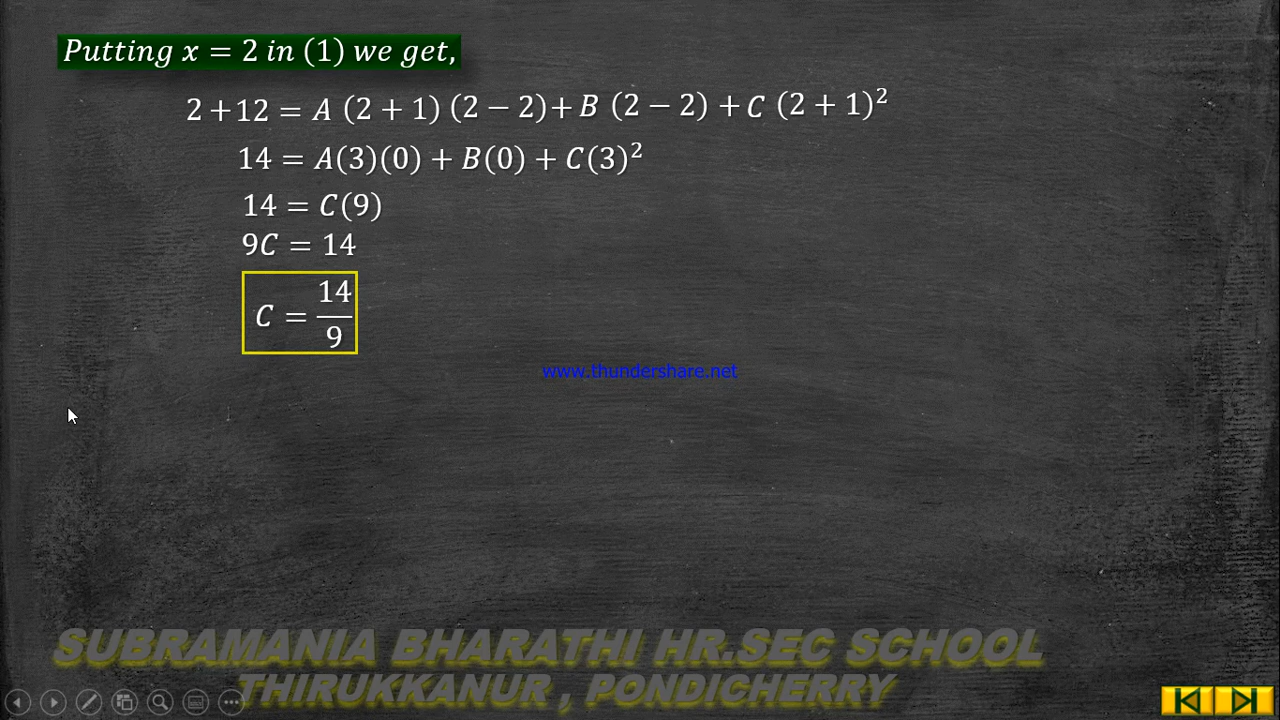 Putting x = 2 in (1) we get,
2+12 = A (2 + 1) (2 − 2)+ B (2 − 2) + C (2 + 1)²
14 = A(3)(0) + B(0) + C(3)²
14 = C(9)
9C = 14
C = 14/9
www.thundershare.net
SUBRAMANIA BHARATHI HR.SEC SCHOOL
THIRUKKANUR , PONDICHERRY